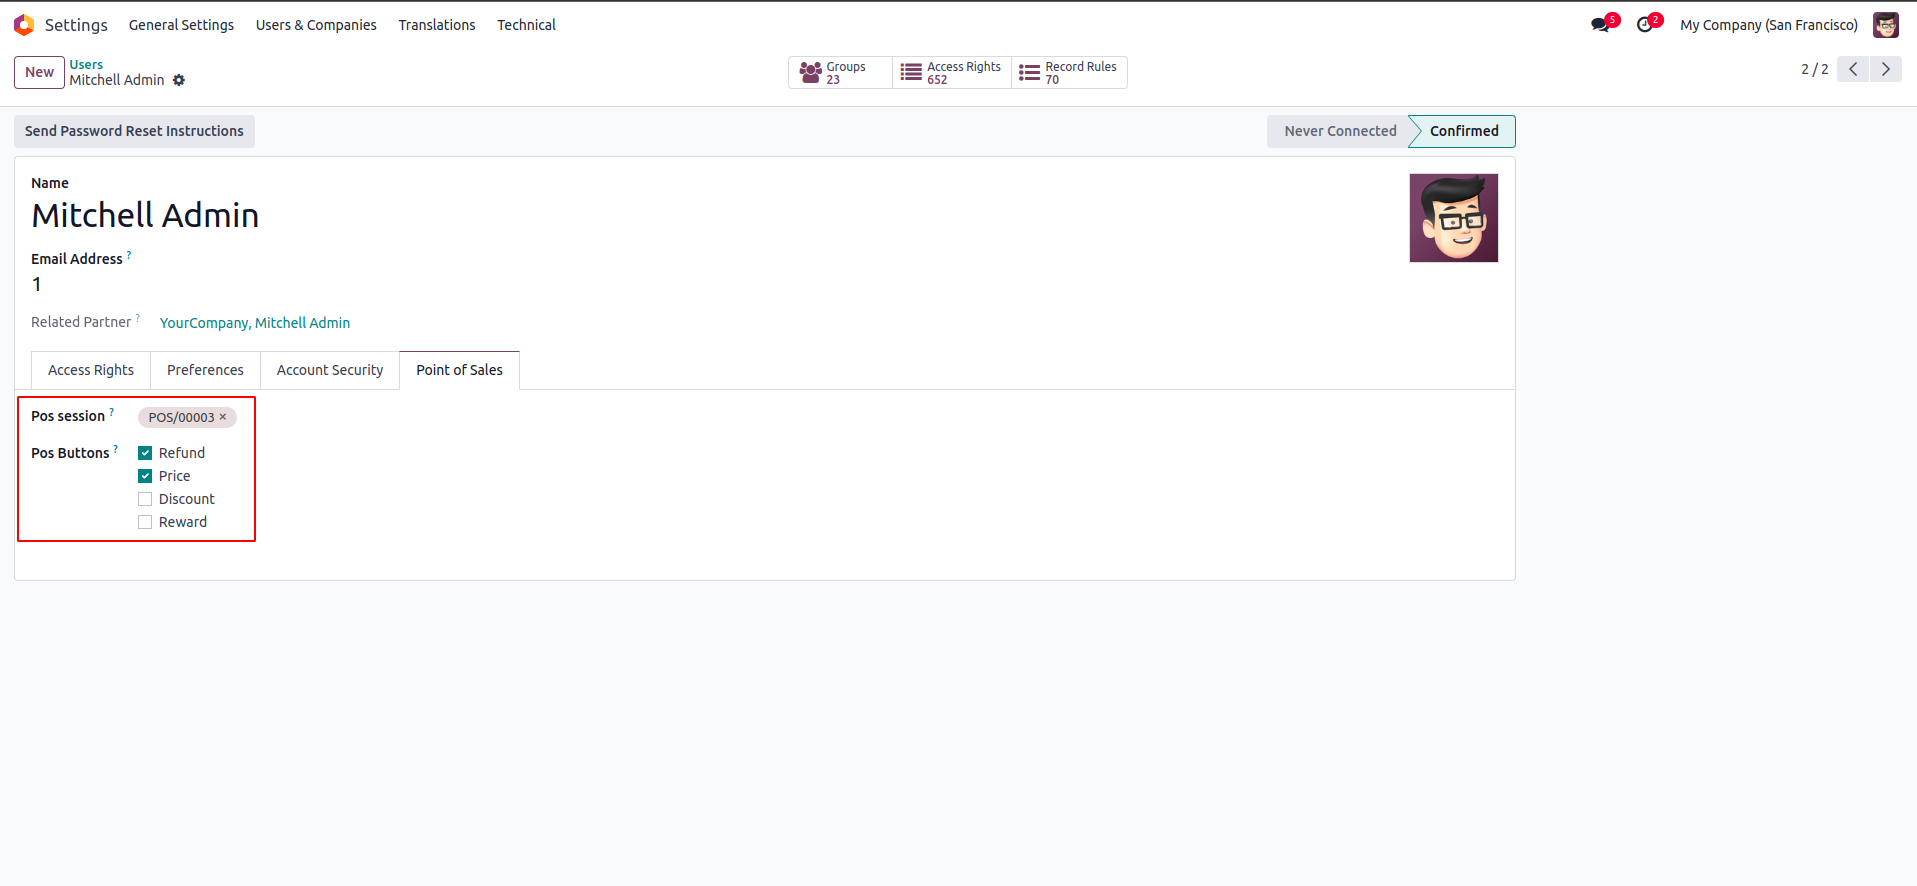 Settings General Settings Users & Companies Translations Technical 5 2 My Company (San Francisco)
New Users Mitchell Admin Groups 23 Access Rights 652 Record Rules 70 2 / 2
Send Password Reset Instructions Never Connected Confirmed
Name
Mitchell Admin
Email Address ?
1
Related Partner ? YourCompany, Mitchell Admin
Access Rights Preferences Account Security Point of Sales
Pos session ? POS/00003 ×
Pos Buttons ? Refund
Price
Discount
Reward